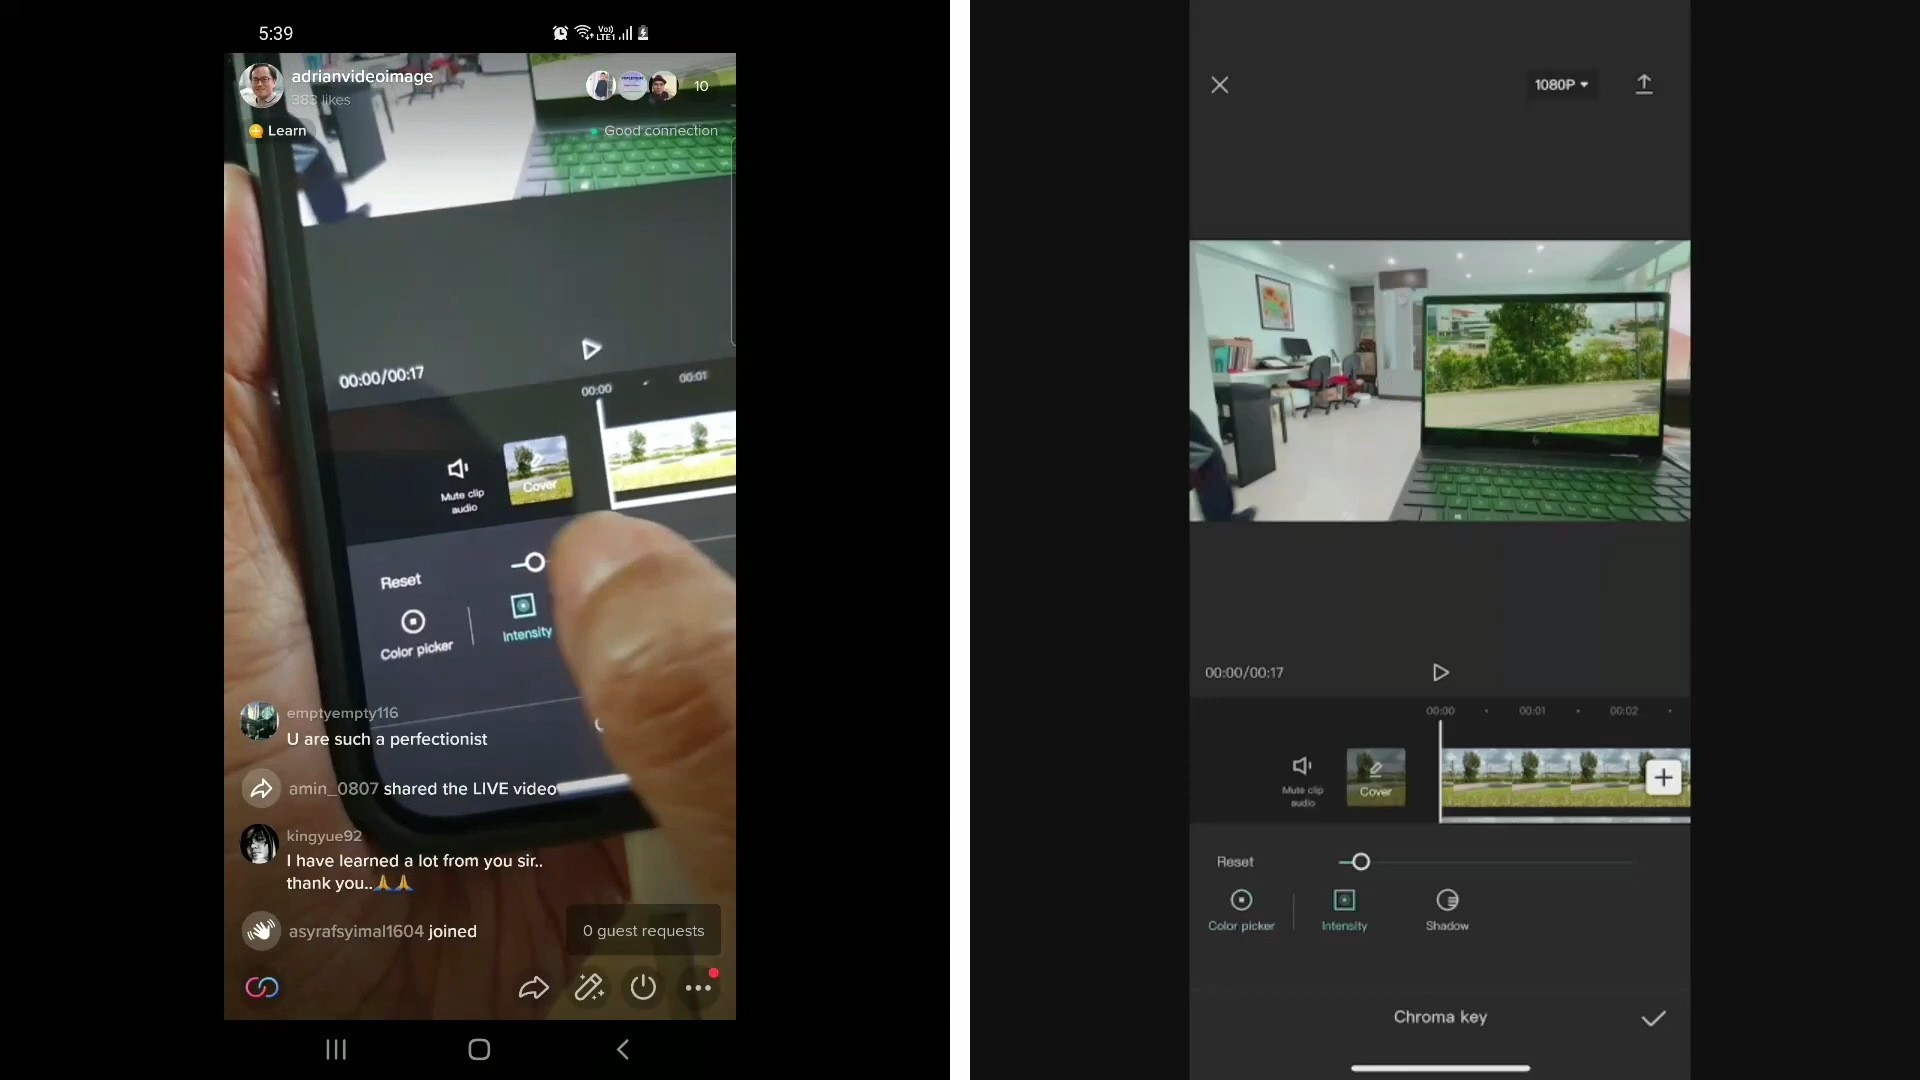 5:39
Vo))
LTE1
adrianvideoimage
383 likes
10
Learn
Good connection
00:00/00:17
00:00
00:01
Mute clip
audio
Cover
Reset
Color picker
Intensity
emptyempty116
U are such a perfectionist
amin_0807 shared the LIVE video
kingyue92
I have learned a lot from you sir..
thank you..🙏🙏
asyrafsyimal1604 joined
0 guest requests
1080P
00:00/00:17
00:00
00:01
00:02
Mute clip
audio
Cover
Reset
Color picker
Intensity
Shadow
Chroma key